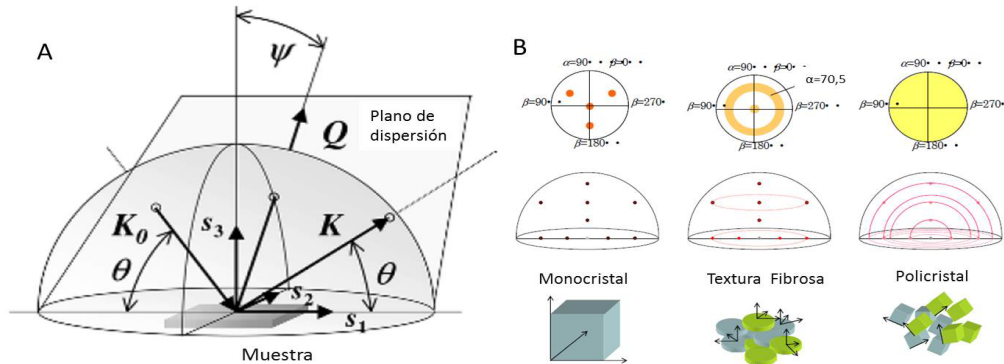 A
ψ
Plano de
dispersión
Q
K₀
s₃
K
θ
θ
s₂
s₁
Muestra
B
α=90• • β=0• •
β=90• •
β=270•
β=180• •
α=90• • β=0• • -
α=70,5
β=90• •
β=270•
β=180• •
α=90• • β=0• •
β=90• •
β=270•
β=180• •
Monocristal
Textura Fibrosa
Policristal